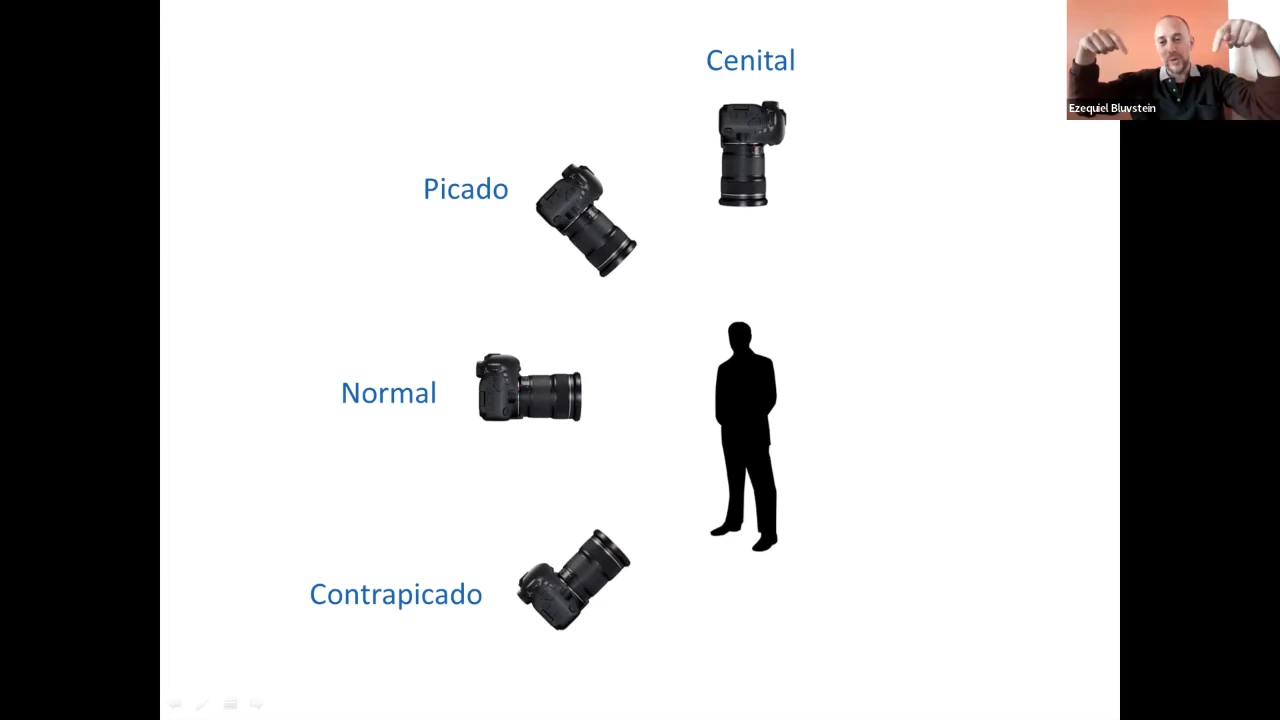 Cenital
Ezequiel Bluvstein
Picado
Normal
Contrapicado